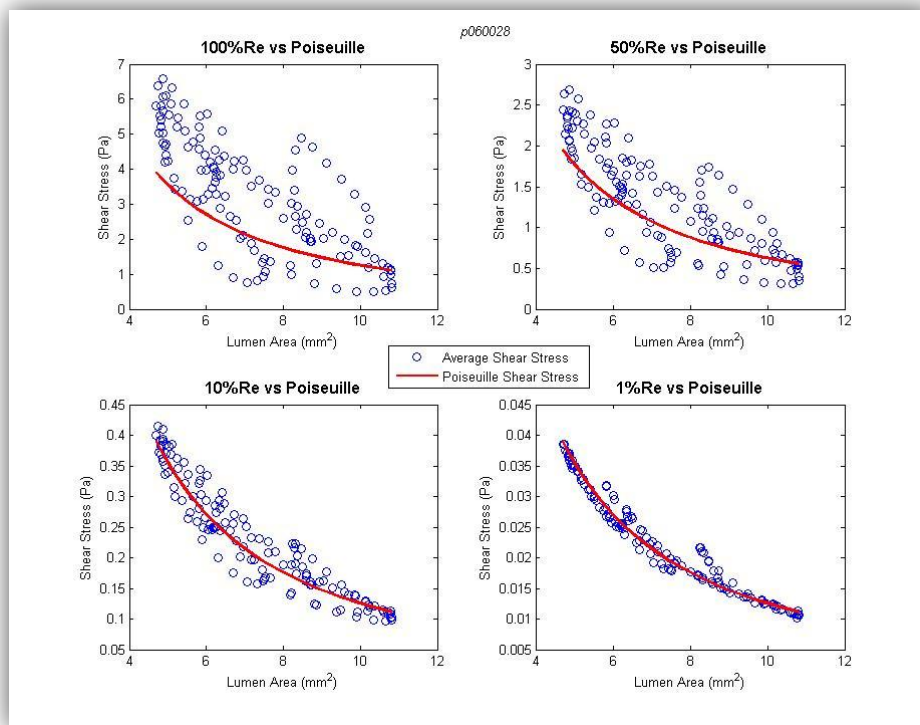 p060028
100%Re vs Poiseuille
7
6
5
4
3
2
1
0
Shear Stress (Pa)
4 6 8 10 12
Lumen Area (mm²)
50%Re vs Poiseuille
3
2.5
2
1.5
1
0.5
0
Shear Stress (Pa)
4 6 8 10 12
Lumen Area (mm²)
Average Shear Stress
Poiseuille Shear Stress
10%Re vs Poiseuille
0.45
0.4
0.35
0.3
0.25
0.2
0.15
0.1
0.05
Shear Stress (Pa)
4 6 8 10 12
Lumen Area (mm²)
1%Re vs Poiseuille
0.045
0.04
0.035
0.03
0.025
0.02
0.015
0.01
0.005
Shear Stress (Pa)
4 6 8 10 12
Lumen Area (mm²)